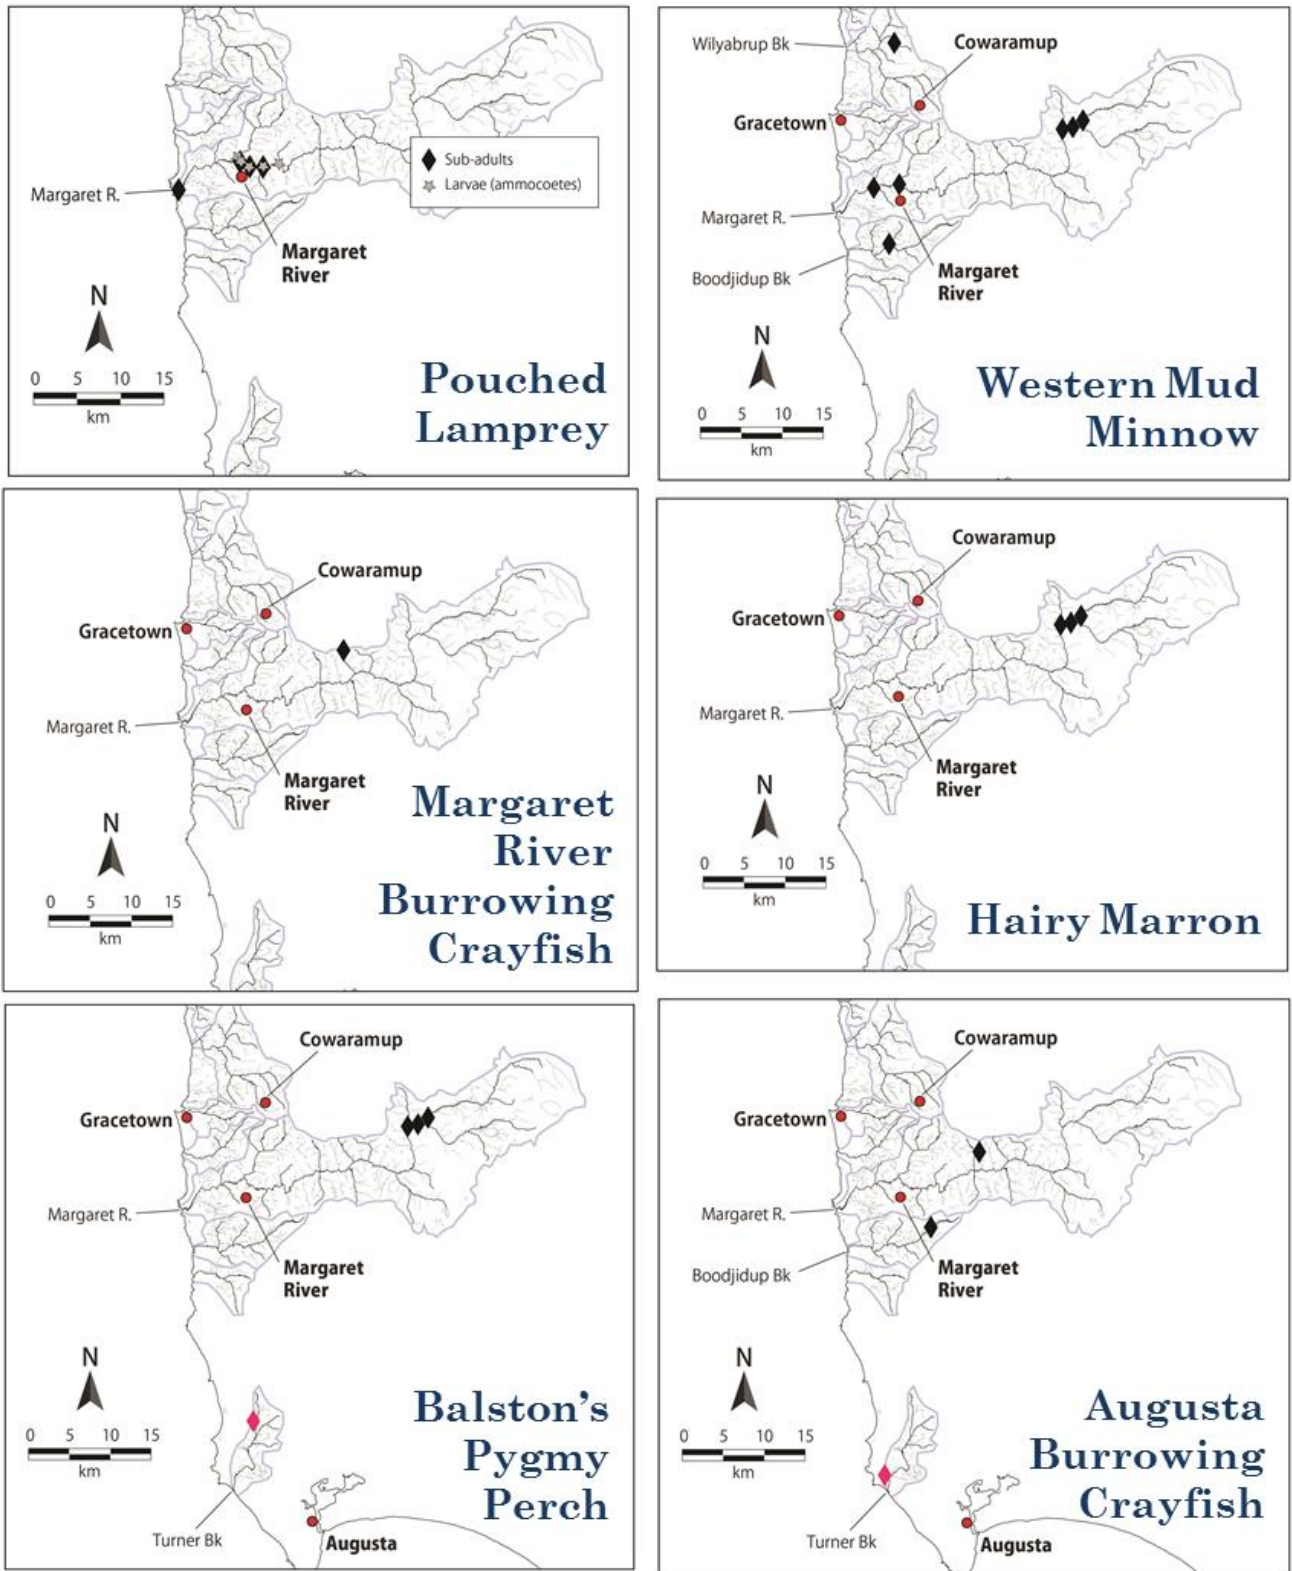 Margaret R.
Sub-adults
Larvae (ammocoetes)
Margaret
River
N
0 5 10 15
km
Pouched
Lamprey
Wilyabrup Bk
Cowaramup
Gracetown
Margaret R.
Boodjidup Bk
Margaret
River
N
0 5 10 15
km
Western Mud
Minnow
Cowaramup
Gracetown
Margaret R.
Margaret
River
N
0 5 10 15
km
Margaret
River
Burrowing
Crayfish
Cowaramup
Gracetown
Margaret R.
Margaret
River
N
0 5 10 15
km
Hairy Marron
Cowaramup
Gracetown
Margaret R.
Margaret
River
N
0 5 10 15
km
Balston's
Pygmy
Perch
Turner Bk
Augusta
Cowaramup
Gracetown
Margaret R.
Boodjidup Bk
Margaret
River
N
0 5 10 15
km
Augusta
Burrowing
Crayfish
Turner Bk
Augusta